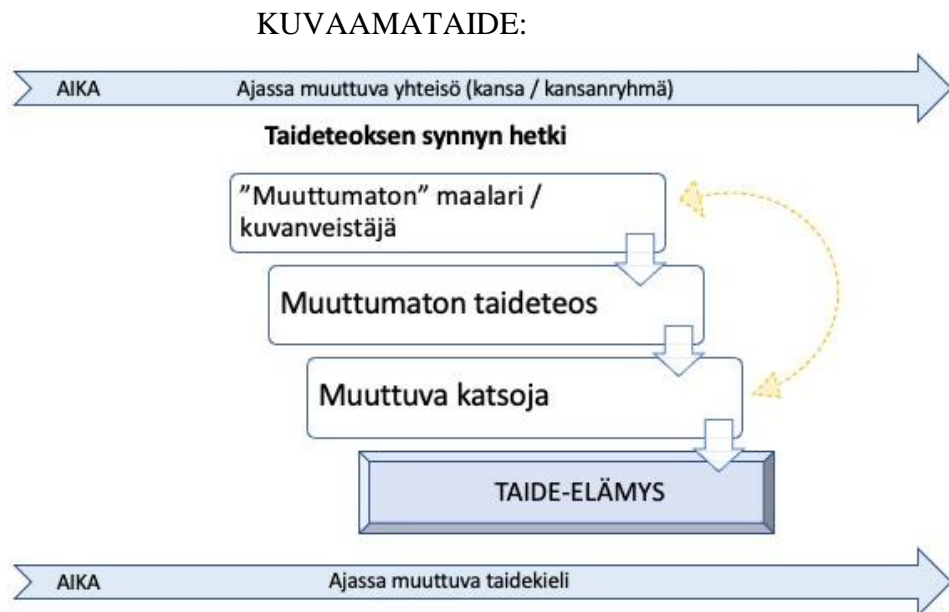 KUVAAMATAIDE:
AIKA Ajassa muuttuva yhteisö (kansa / kansanryhmä)
Taideteoksen synnyn hetki
”Muuttumaton” maalari /
kuvanveistäjä
Muuttumaton taideteos
Muuttuva katsoja
TAIDE-ELÄMYS
AIKA Ajassa muuttuva taidekieli